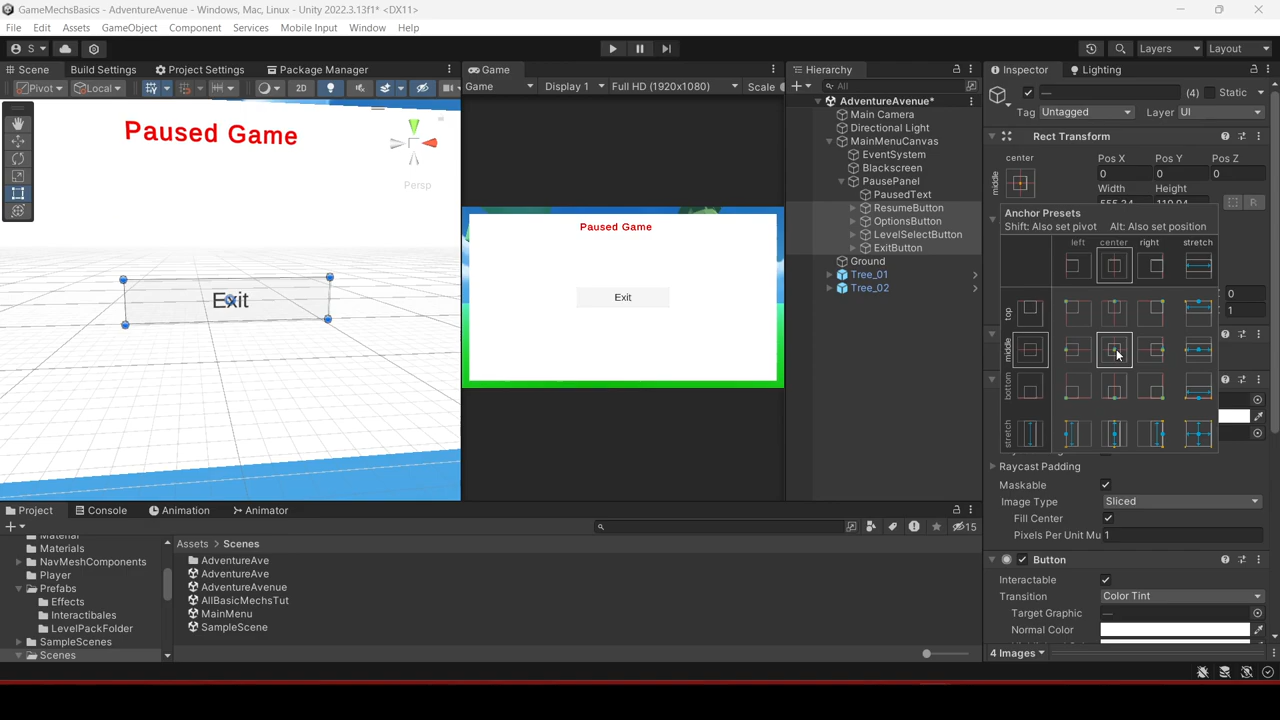 GameMechsBasics - AdventureAvenue - Windows, Mac, Linux - Unity 2022.3.13f1* <DX11>
File Edit Assets GameObject Component Services Mobile Input Window Help
S Layers Layout
Scene Build Settings Project Settings Package Manager
Pivot Local 2D
Paused Game
Persp
Exit
Game
Game Display 1 Full HD (1920x1080) Scale
Paused Game
Exit
Hierarchy
All
AdventureAvenue*
Main Camera
Directional Light
MainMenuCanvas
EventSystem
Blackscreen
PausePanel
PausedText
ResumeButton
OptionsButton
LevelSelectButton
ExitButton
Ground
Tree_01
Tree_02
Inspector Lighting
— (4) Static
Tag Untagged Layer UI
Rect Transform
center Pos X Pos Y Pos Z
middle 0 0 0
Width Height
R
Anchor Presets
Shift: Also set pivot Alt: Also set position
left center right stretch
top
middle
bottom
stretch
0
1
Raycast Padding
Maskable
Image Type Sliced
Fill Center
Pixels Per Unit Mu 1
Button
Interactable
Transition Color Tint
Target Graphic —
Normal Color
4 Images
Project Console Animation Animator
15
Material
Materials
NavMeshComponents
Player
Prefabs
Effects
Interactibales
LevelPackFolder
SampleScenes
Scenes
Assets > Scenes
AdventureAve
AdventureAve
AdventureAvenue
AllBasicMechsTut
MainMenu
SampleScene